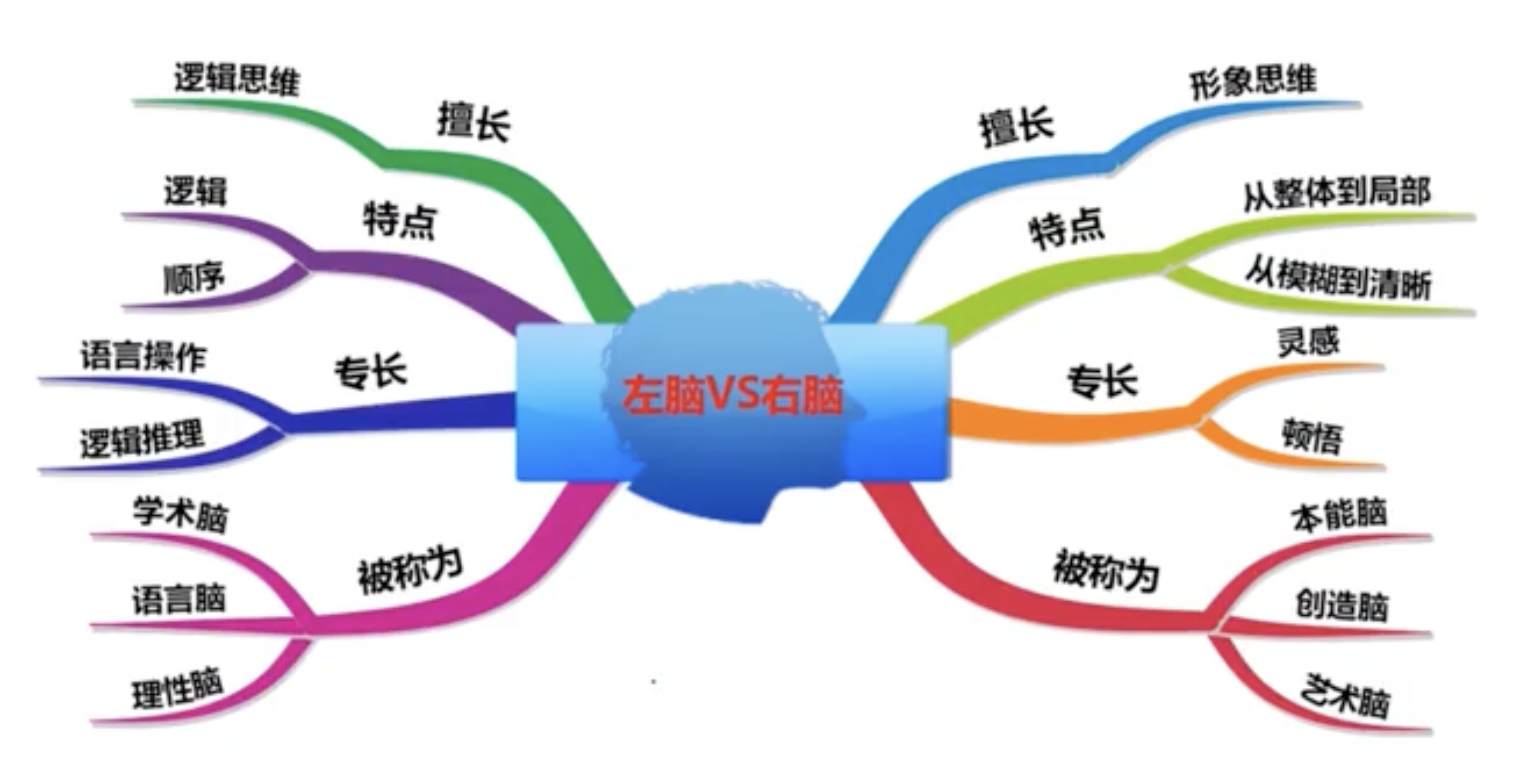 左脑VS右脑
擅长
逻辑思维
特点
逻辑
顺序
专长
语言操作
逻辑推理
被称为
学术脑
语言脑
理性脑
擅长
形象思维
特点
从整体到局部
从模糊到清晰
专长
灵感
顿悟
被称为
本能脑
创造脑
艺术脑